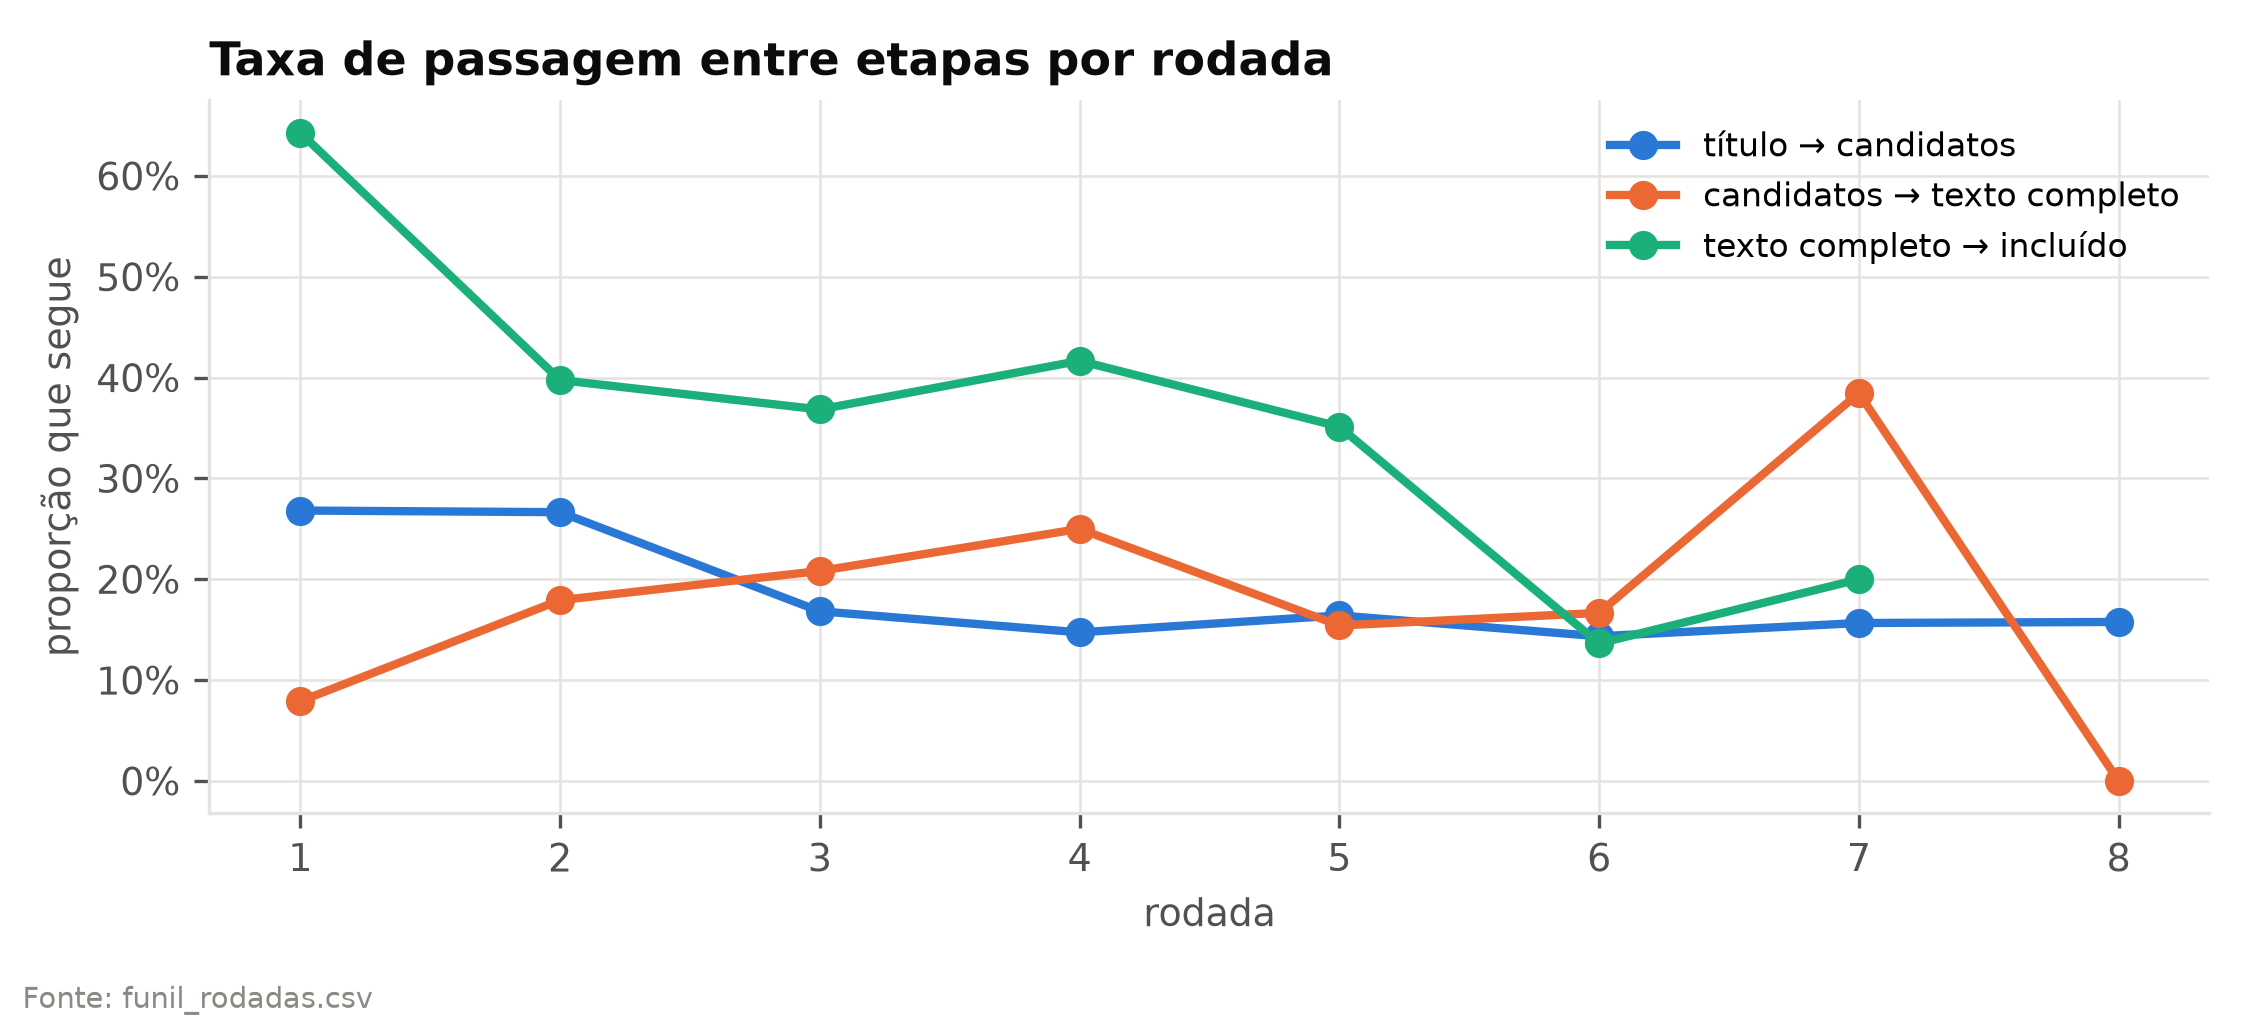 Taxa de passagem entre etapas por rodada
título → candidatos
candidatos → texto completo
texto completo → incluído
proporção que segue
60%
50%
40%
30%
20%
10%
0%
1 2 3 4 5 6 7 8
rodada
Fonte: funil_rodadas.csv